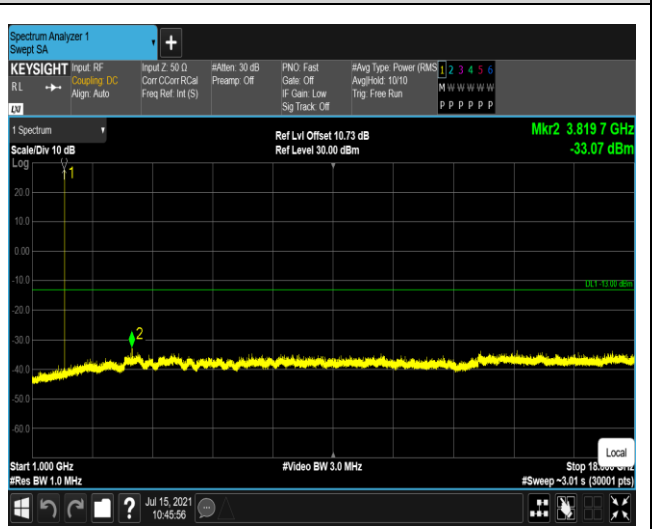 Spectrum Analyzer 1
Swept SA
+
KEYSIGHT Input: RF Input Z: 50 Ω #Atten: 30 dB PNO: Fast #Avg Type: Power (RMS 1 2 3 4 5 6
RL Coupling: DC Corr CCorr RCal Preamp: Off Gate: Off Avg|Hold: 10/10 M W W W W W
Align: Auto Freq Ref: Int (S) IF Gain: Low Trig: Free Run
LXI Sig Track: Off P P P P P P
1 Spectrum Ref Lvl Offset 10.73 dB Mkr2 3.819 7 GHz
Scale/Div 10 dB Ref Level 30.00 dBm -33.07 dBm
Log
1
20.0
10.0
0.00
-10.0
DL1 -13.00 dBm
-20.0
-30.0
2
-40.0
-50.0
-60.0
Local
Start 1.000 GHz #Video BW 3.0 MHz Stop 18.
#Res BW 1.0 MHz #Sweep ~3.01 s (30001 pts)
? Jul 15, 2021
10:45:56